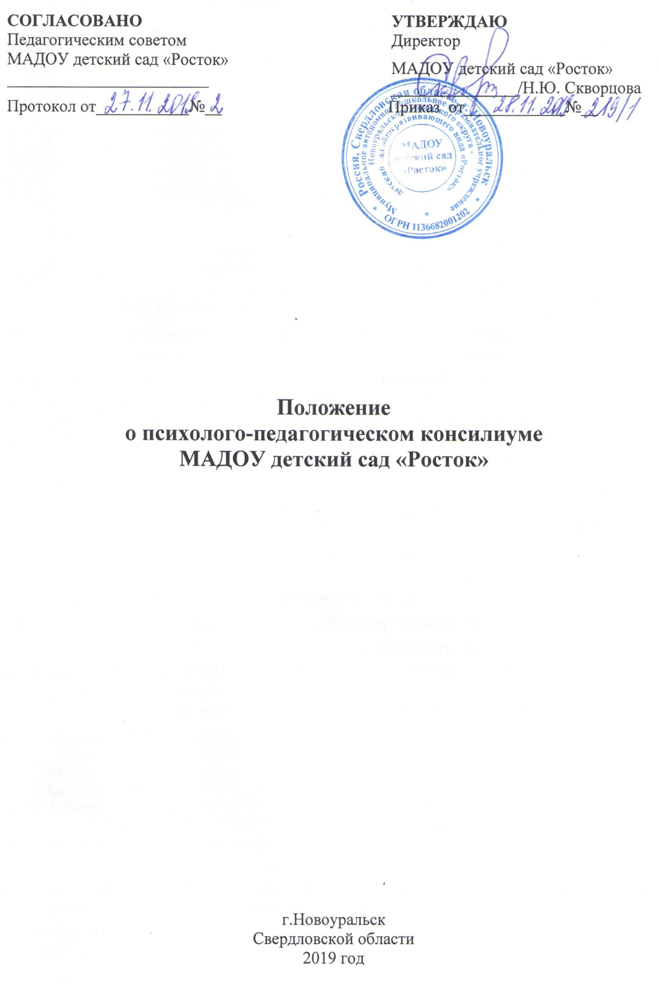 СОГЛАСОВАНО
Педагогическим советом
МАДОУ детский сад «Росток»
Протокол от 27.11.2019 № 2
УТВЕРЖДАЮ
Директор
МАДОУ детский сад «Росток»
/Н.Ю. Скворцова
Приказ от 28.11.2019 № 219/1
Россия, Свердловская область, г. Новоуральск
Муниципальное автономное дошкольное образовательное учреждение
Новоуральского городского округа -
детский сад общеразвивающего вида «Росток»
МАДОУ
детский сад
«Росток»
ОГРН 1136682001202
Положение
о психолого-педагогическом консилиуме
МАДОУ детский сад «Росток»
г.Новоуральск
Свердловской области
2019 год